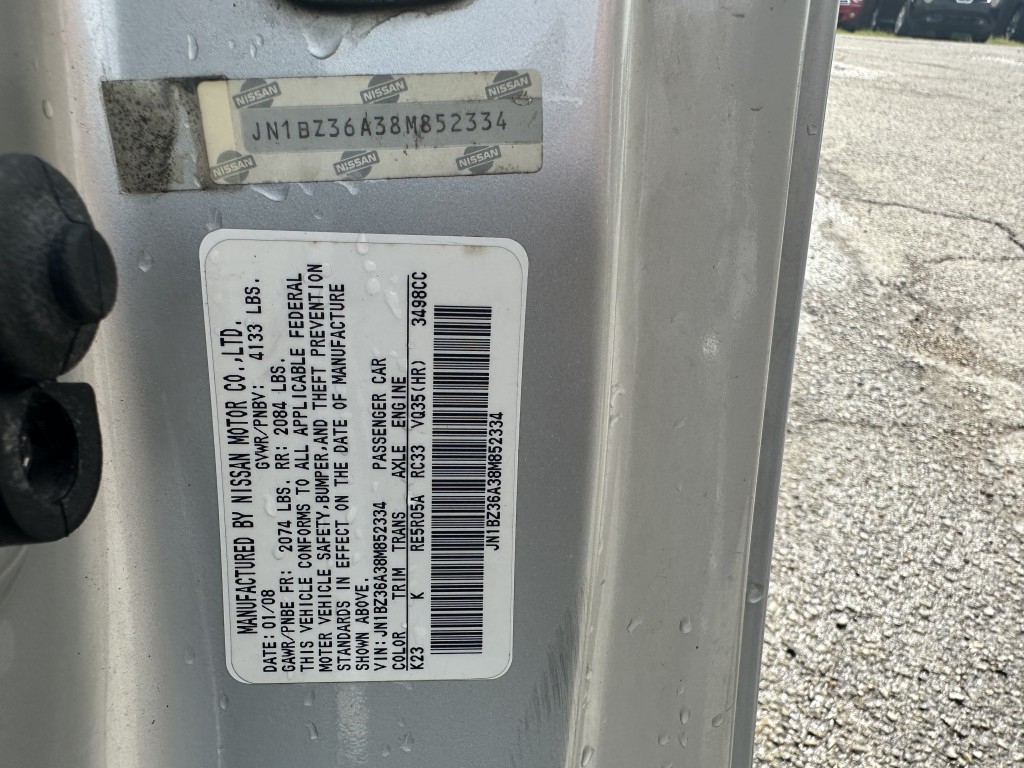 NISSAN NISSAN NISSAN
JN1BZ36A38M852334
NISSAN NISSAN NISSAN
MANUFACTURED BY NISSAN MOTOR CO.,LTD.
DATE: 01/08 GVWR/PNBV: 4133 LBS.
GAWR/PNBE FR: 2074 LBS. RR: 2084 LBS.
THIS VEHICLE CONFORMS TO ALL APPLICABLE FEDERAL
MOTOR VEHICLE SAFETY,BUMPER,AND THEFT PREVENTION
STANDARDS IN EFFECT ON THE DATE OF MANUFACTURE
SHOWN ABOVE.
VIN:JN1BZ36A38M852334 PASSENGER CAR
COLOR TRIM TRANS AXLE ENGINE
K23 K RE5R05A RC33 VQ35(HR) 3498CC
JN1BZ36A38M852334